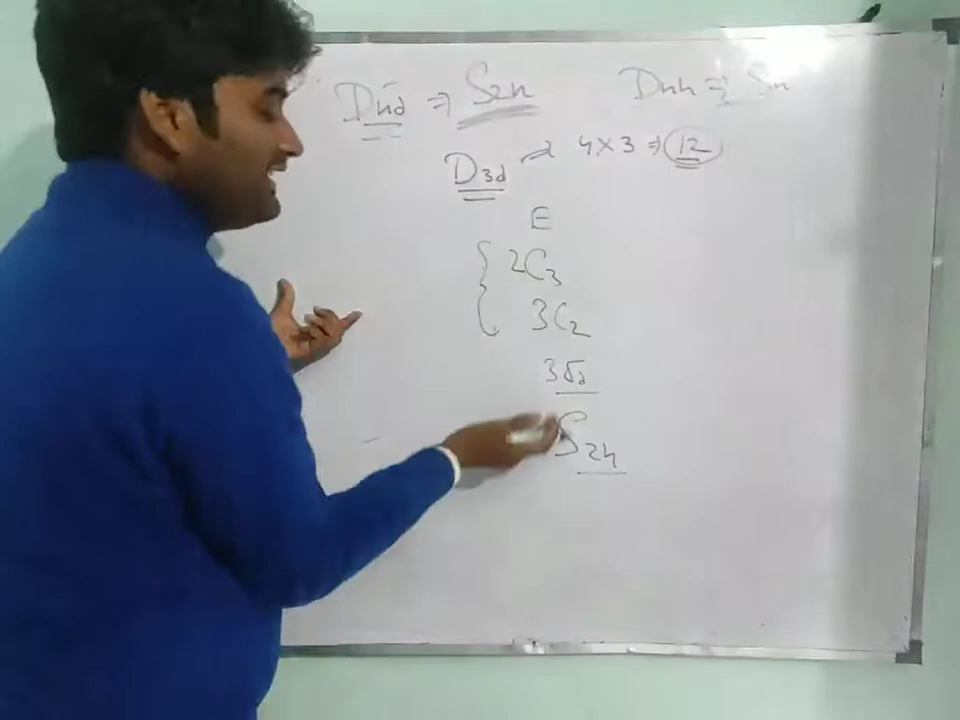 Dnd ⇒ S2n
Dnh ⇒ Sn
D3d → 4×3 ⇒ 12
E
2C3
3C2
3σd
S2n